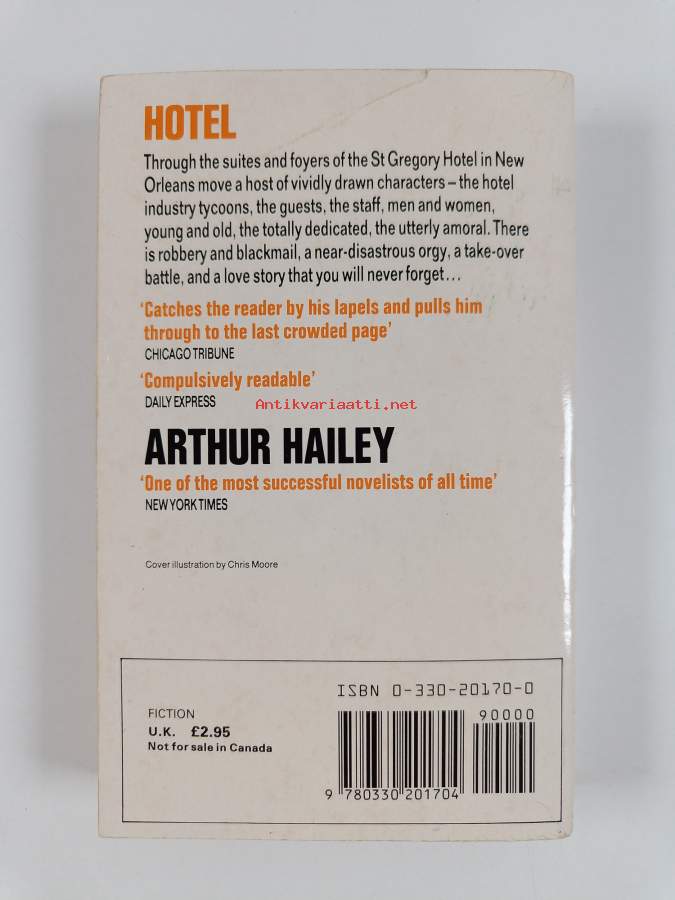 HOTEL
Through the suites and foyers of the St Gregory Hotel in New
Orleans move a host of vividly drawn characters – the hotel
industry tycoons, the guests, the staff, men and women,
young and old, the totally dedicated, the utterly amoral. There
is robbery and blackmail, a near-disastrous orgy, a take-over
battle, and a love story that you will never forget...
'Catches the reader by his lapels and pulls him
through to the last crowded page'
CHICAGO TRIBUNE
'Compulsively readable'
DAILY EXPRESS
Antikvariaatti.net
ARTHUR HAILEY
'One of the most successful novelists of all time'
NEW YORK TIMES
Cover illustration by Chris Moore
ISBN 0-330-20170-0
FICTION
U.K. £2.95
Not for sale in Canada
90000
9 780330 201704